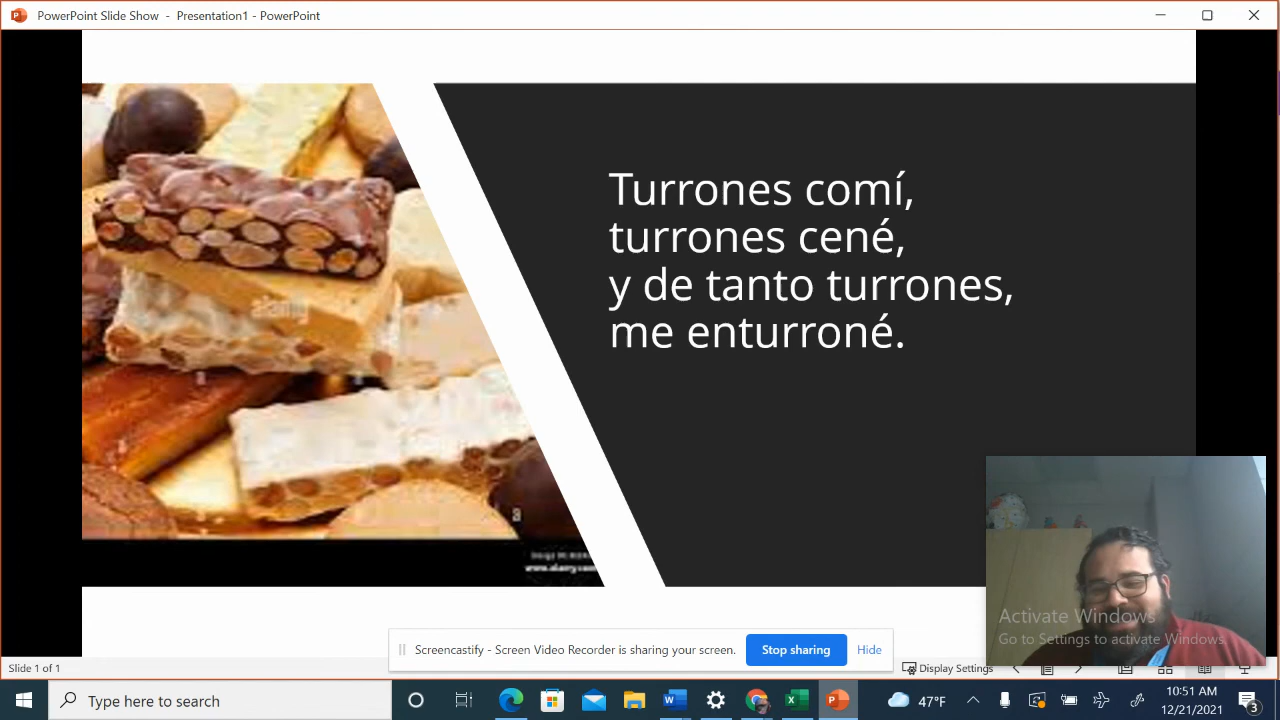 PowerPoint Slide Show - Presentation1 - PowerPoint
Turrones comí,
turrones cené,
y de tanto turrones,
me enturroné.
alamy
Activate Windows
Go to Settings to activate Windows.
Screencastify - Screen Video Recorder is sharing your screen.
Stop sharing
Hide
Slide 1 of 1
Display Settings
Type here to search
47°F
10:51 AM
12/21/2021
3